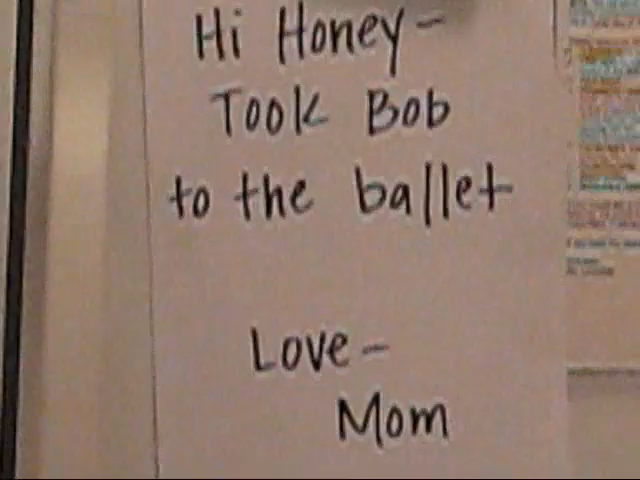 Hi Honey-
Took Bob
to the ballet
Love-
Mom